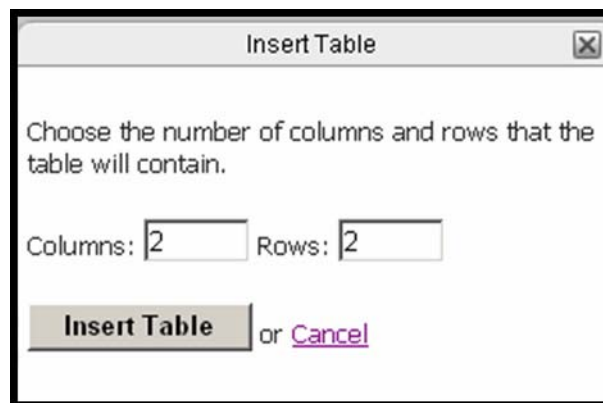 Insert Table
Choose the number of columns and rows that the
table will contain.
Columns: 2 Rows: 2
Insert Table or Cancel